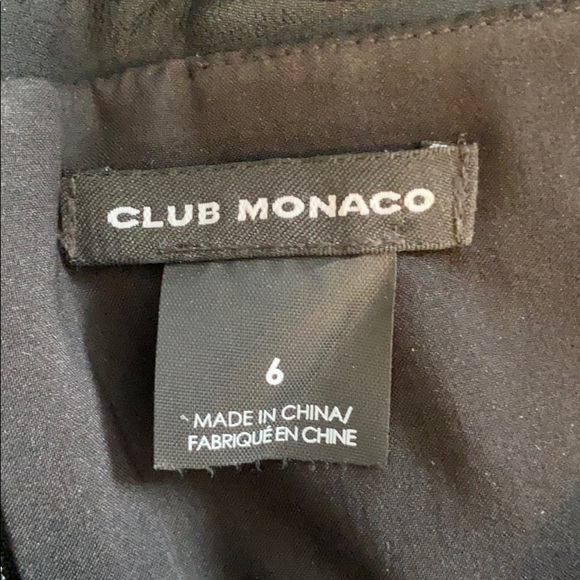 CLUB MONACO
6
MADE IN CHINA/
FABRIQUÉ EN CHINE